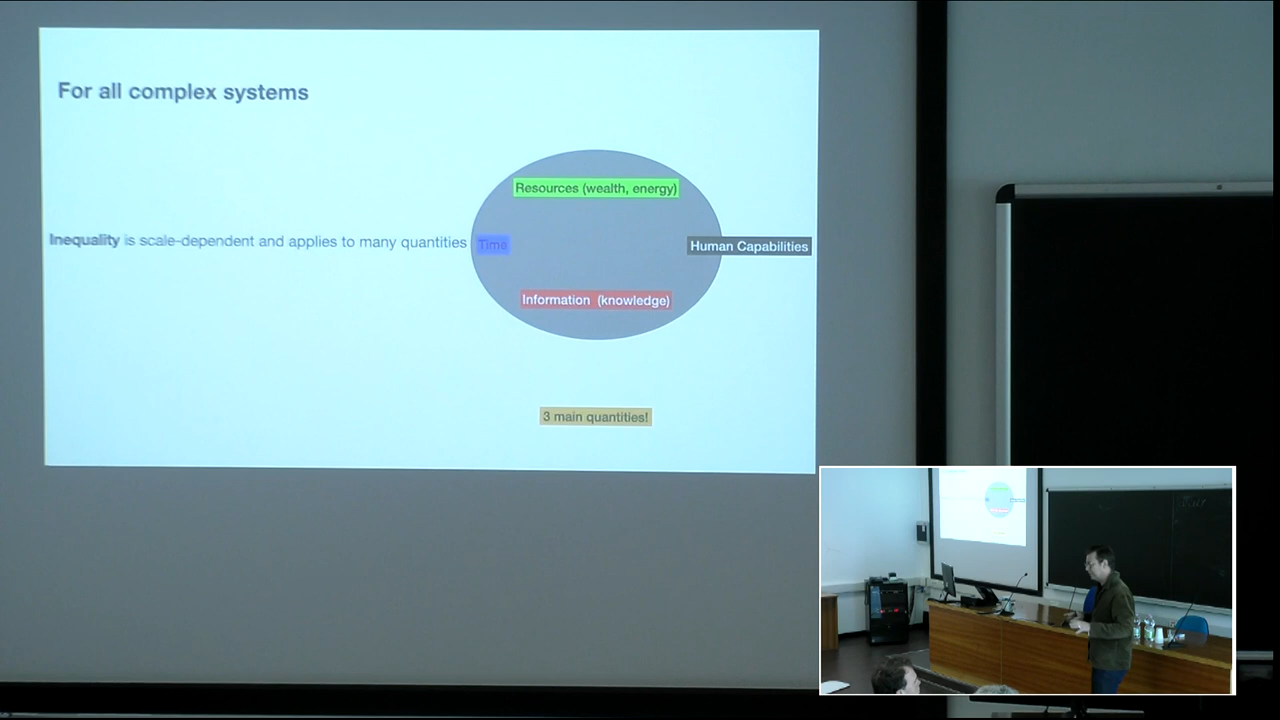 For all complex systems
Resources (wealth, energy)
Inequality is scale-dependent and applies to many quantities
Time
Human Capabilities
Information (knowledge)
3 main quantities!